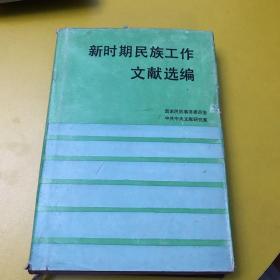 新时期民族工作
文献选编
国家民族事务委员会
中共中央文献研究室